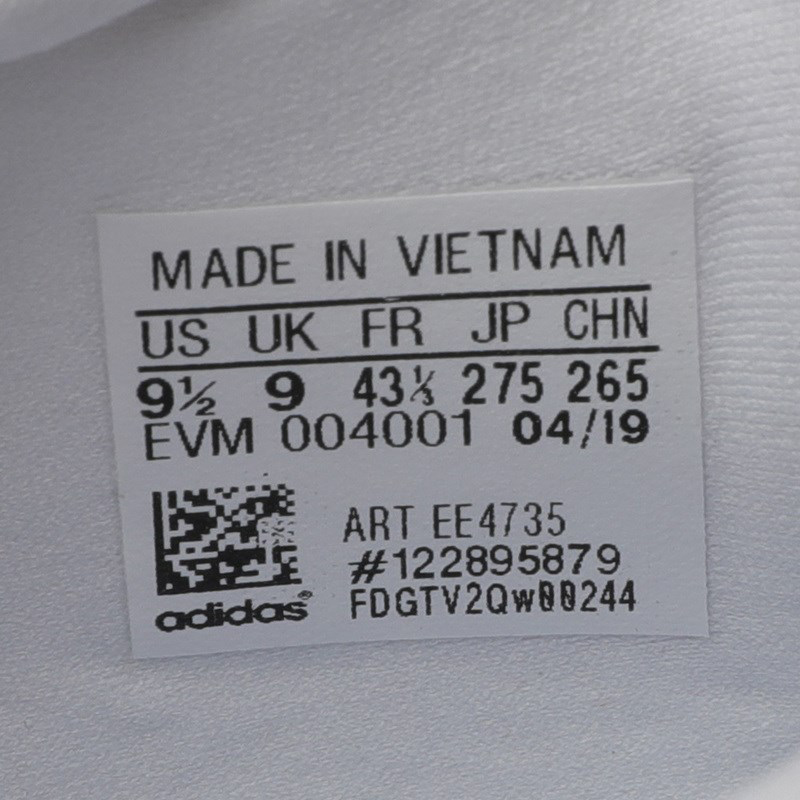 MADE IN VIETNAM
US UK FR JP CHN
9½ 9 43⅓ 275 265
EVM 004001 04/19
ART EE4735
#122895879
FDGTV2Qw00244
adidas®